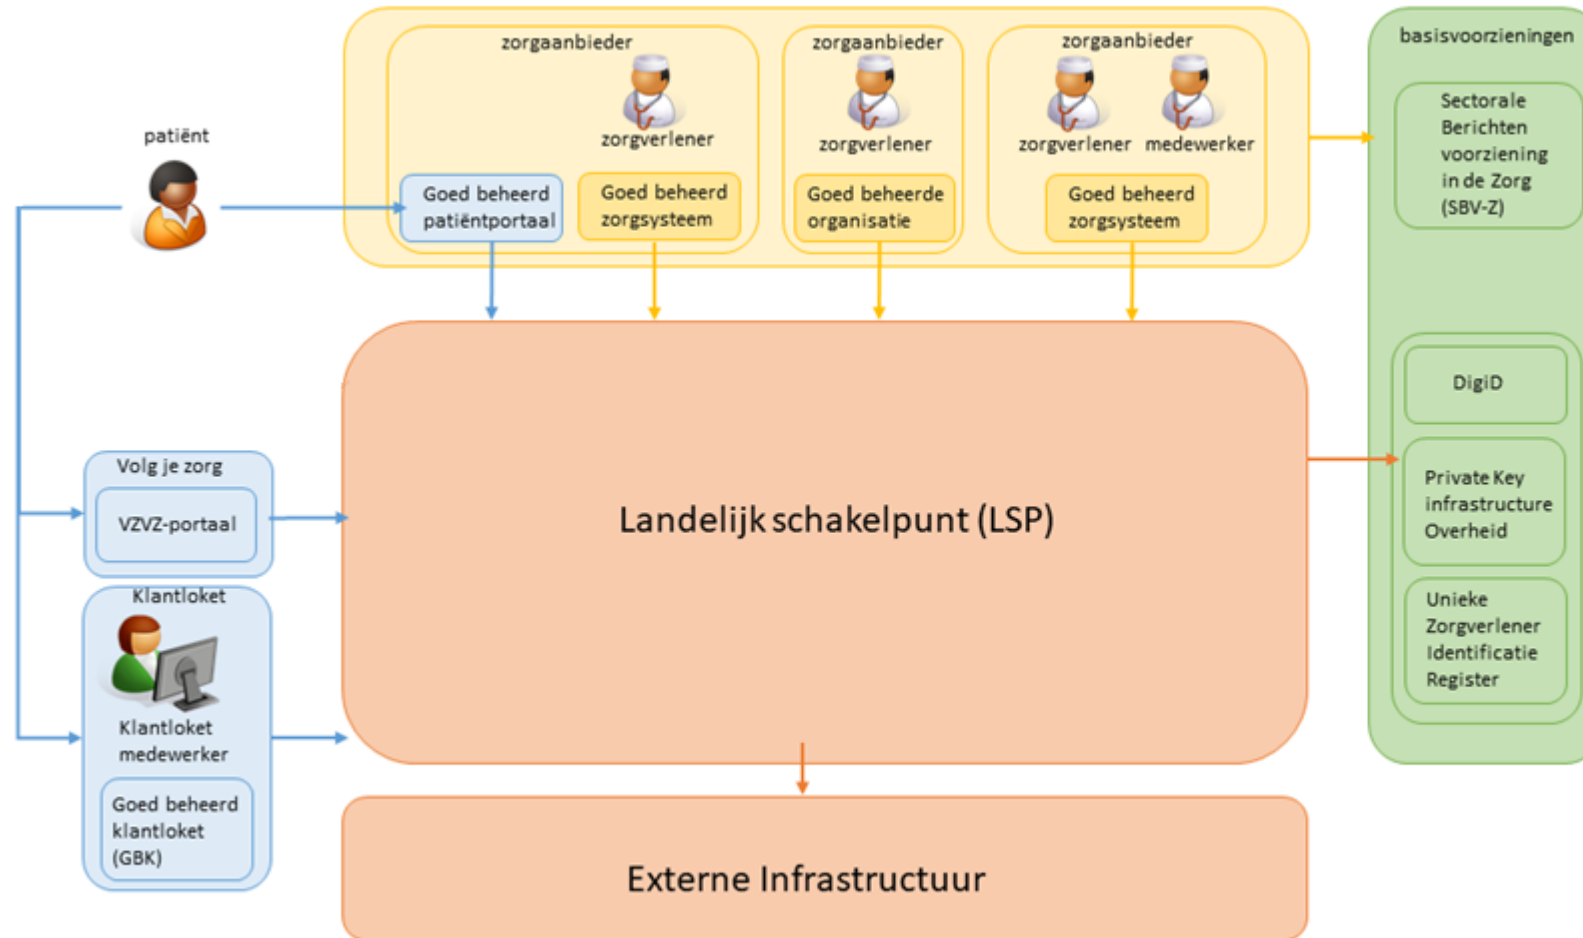 zorgaanbieder
zorgaanbieder
zorgaanbieder
basisvoorzieningen
patiënt
zorgverlener
zorgverlener
zorgverlener
medewerker
Sectorale
Berichten
voorziening
in de Zorg
(SBV-Z)
Goed beheerd
patiëntportaal
Goed beheerd
zorgsysteem
Goed beheerde
organisatie
Goed beheerd
zorgsysteem
DigiD
Private Key
infrastructure
Overheid
Unieke
Zorgverlener
Identificatie
Register
Volg je zorg
VZVZ-portaal
Landelijk schakelpunt (LSP)
Klantloket
Klantloket
medewerker
Goed beheerd
klantloket
(GBK)
Externe Infrastructuur